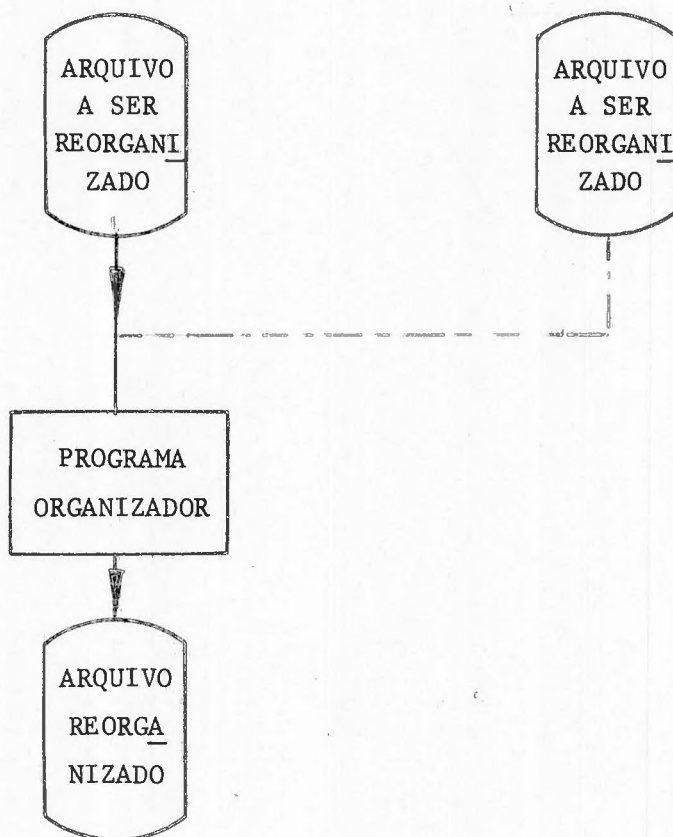 ARQUIVO
A SER
REORGANI
ZADO
ARQUIVO
A SER
REORGANI
ZADO
PROGRAMA
ORGANIZADOR
ARQUIVO
REORGA
NIZADO